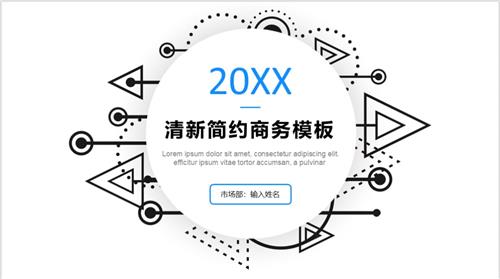 20XX
清新简约商务模板
Lorem ipsum dolor sit amet, consectetur adipiscing elit.
efficitur ipsum vitae tortor accumsan, a pulvinar
市场部：输入姓名